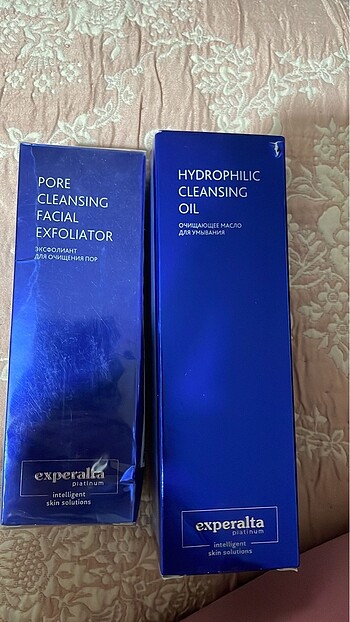 PORE
CLEANSING
FACIAL
EXFOLIATOR
ЭКСФОЛИАНТ
ДЛЯ ОЧИЩЕНИЯ ПОР
experalta
platinum
intelligent
skin solutions
HYDROPHILIC
CLEANSING
OIL
ОЧИЩАЮЩЕЕ МАСЛО
ДЛЯ УМЫВАНИЯ
experalta
platinum
intelligent
skin solutions